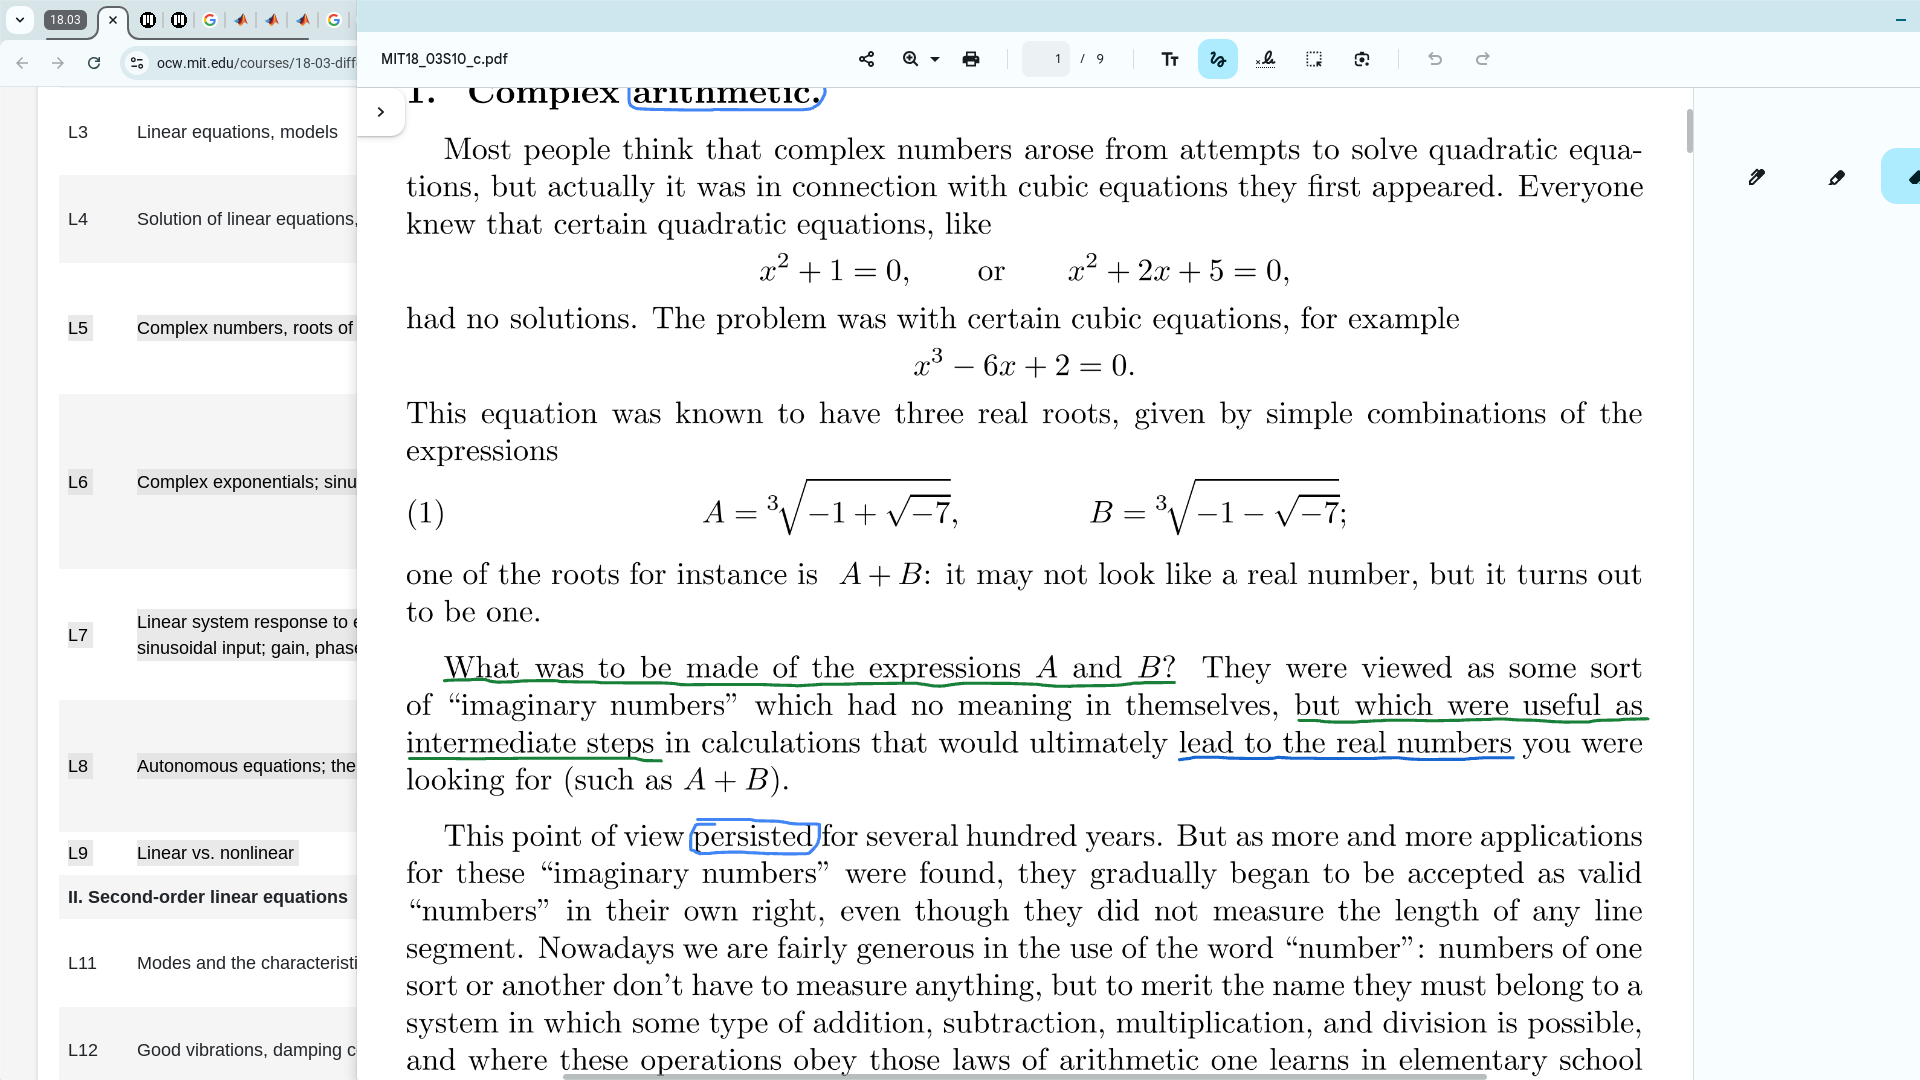 18.03
ocw.mit.edu/courses/18-03-diff
L3 Linear equations, models
L4 Solution of linear equations,
L5 Complex numbers, roots of
L6 Complex exponentials; sinu
L7 Linear system response to e
sinusoidal input; gain, phase
L8 Autonomous equations; the
L9 Linear vs. nonlinear
II. Second-order linear equations
L11 Modes and the characteristi
L12 Good vibrations, damping c
MIT18_03S10_c.pdf
1 / 9
1. Complex arithmetic.
Most people think that complex numbers arose from attempts to solve quadratic equa-
tions, but actually it was in connection with cubic equations they first appeared. Everyone
knew that certain quadratic equations, like
x² + 1 = 0, or x² + 2x + 5 = 0,
had no solutions. The problem was with certain cubic equations, for example
x³ − 6x + 2 = 0.
This equation was known to have three real roots, given by simple combinations of the
expressions
(1) A = ∛(−1 + √−7), B = ∛(−1 − √−7);
one of the roots for instance is A + B: it may not look like a real number, but it turns out
to be one.
What was to be made of the expressions A and B? They were viewed as some sort
of “imaginary numbers” which had no meaning in themselves, but which were useful as
intermediate steps in calculations that would ultimately lead to the real numbers you were
looking for (such as A + B).
This point of view persisted for several hundred years. But as more and more applications
for these “imaginary numbers” were found, they gradually began to be accepted as valid
“numbers” in their own right, even though they did not measure the length of any line
segment. Nowadays we are fairly generous in the use of the word “number”: numbers of one
sort or another don’t have to measure anything, but to merit the name they must belong to a
system in which some type of addition, subtraction, multiplication, and division is possible,
and where these operations obey those laws of arithmetic one learns in elementary school